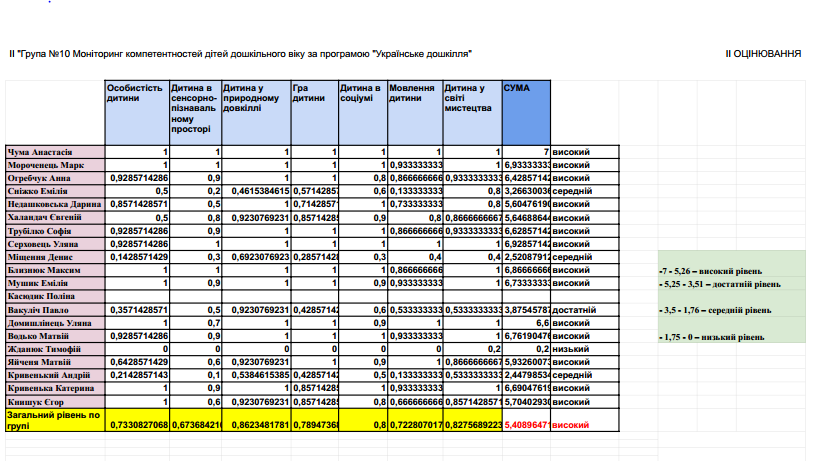 ІІ "Група №10 Моніторинг компетентностей дітей дошкільного віку за програмою "Українське дошкілля" ІІ ОЦІНЮВАННЯ
Особистість дитини Дитина в сенсорно-пізнавальному просторі Дитина у природному довкіллі Гра дитини Дитина в соціумі Мовлення дитини Дитина у світі мистецтва СУМА
Чума Анастасія 1 1 1 1 1 1 1 7 високий
Мороченець Марк 1 1 1 1 1 0,933333333 1 6,93333333 високий
Огребчук Анна 0,9285714286 0,9 1 1 0,8 0,866666666 0,9333333333 6,42857142 високий
Сніжко Емілія 0,5 0,2 0,4615384615 0,5714285 0,6 0,133333333 0,8 3,26630036 середній
Недашковська Дарина 0,8571428571 0,5 1 0,7142857 1 0,733333333 0,8 5,60476190 високий
Халандач Євгеній 0,5 0,8 0,9230769231 0,8571428 0,9 0,8 0,8666666667 5,64688644 високий
Трубілко Софія 0,9285714286 0,9 1 1 1 0,866666666 0,9333333333 6,62857142 високий
Серховець Уляна 0,9285714286 1 1 1 1 1 1 6,92857142 високий
Міщення Денис 0,1428571429 0,3 0,6923076923 0,2857142 0,3 0,4 0,4 2,52087912 середній
Близнюк Максим 1 1 1 1 1 0,866666666 1 6,86666666 високий
-7 - 5,26 – високий рівень
Мушик Емілія 1 0,9 1 1 0,9 0,933333333 1 6,73333333 високий
- 5,25 - 3,51 – достатній рівень
Касюдик Поліна
Вакуліч Павло 0,3571428571 0,5 0,9230769231 0,4285714 0,6 0,533333333 0,5333333333 3,87545787 достатній
- 3,5 - 1,76 – середній рівень
Домишлінець Уляна 1 0,7 1 1 0,9 1 1 6,6 високий
Водько Матвій 0,9285714286 0,9 1 1 1 0,933333333 1 6,76190476 високий
- 1,75 - 0 – низький рівень
Жданюк Тимофій 0 0 0 0 0 0 0,2 0,2 низький
Яйченя Матвій 0,6428571429 0,6 0,9230769231 1 0,9 1 0,8666666667 5,93260073 високий
Кривенький Андрій 0,2142857143 0,1 0,5384615385 0,4285714 0,5 0,133333333 0,5333333333 2,44798534 середній
Кривенька Катерина 1 0,9 1 0,8571428 1 0,933333333 1 6,69047619 високий
Книшук Єгор 1 0,6 0,9230769231 0,8571428 0,8 0,666666666 0,8571428571 5,70402930 високий
Загальний рівень по групі 0,7330827068 0,673684210 0,8623481781 0,7894736 0,8 0,722807017 0,8275689223 5,40896471 високий